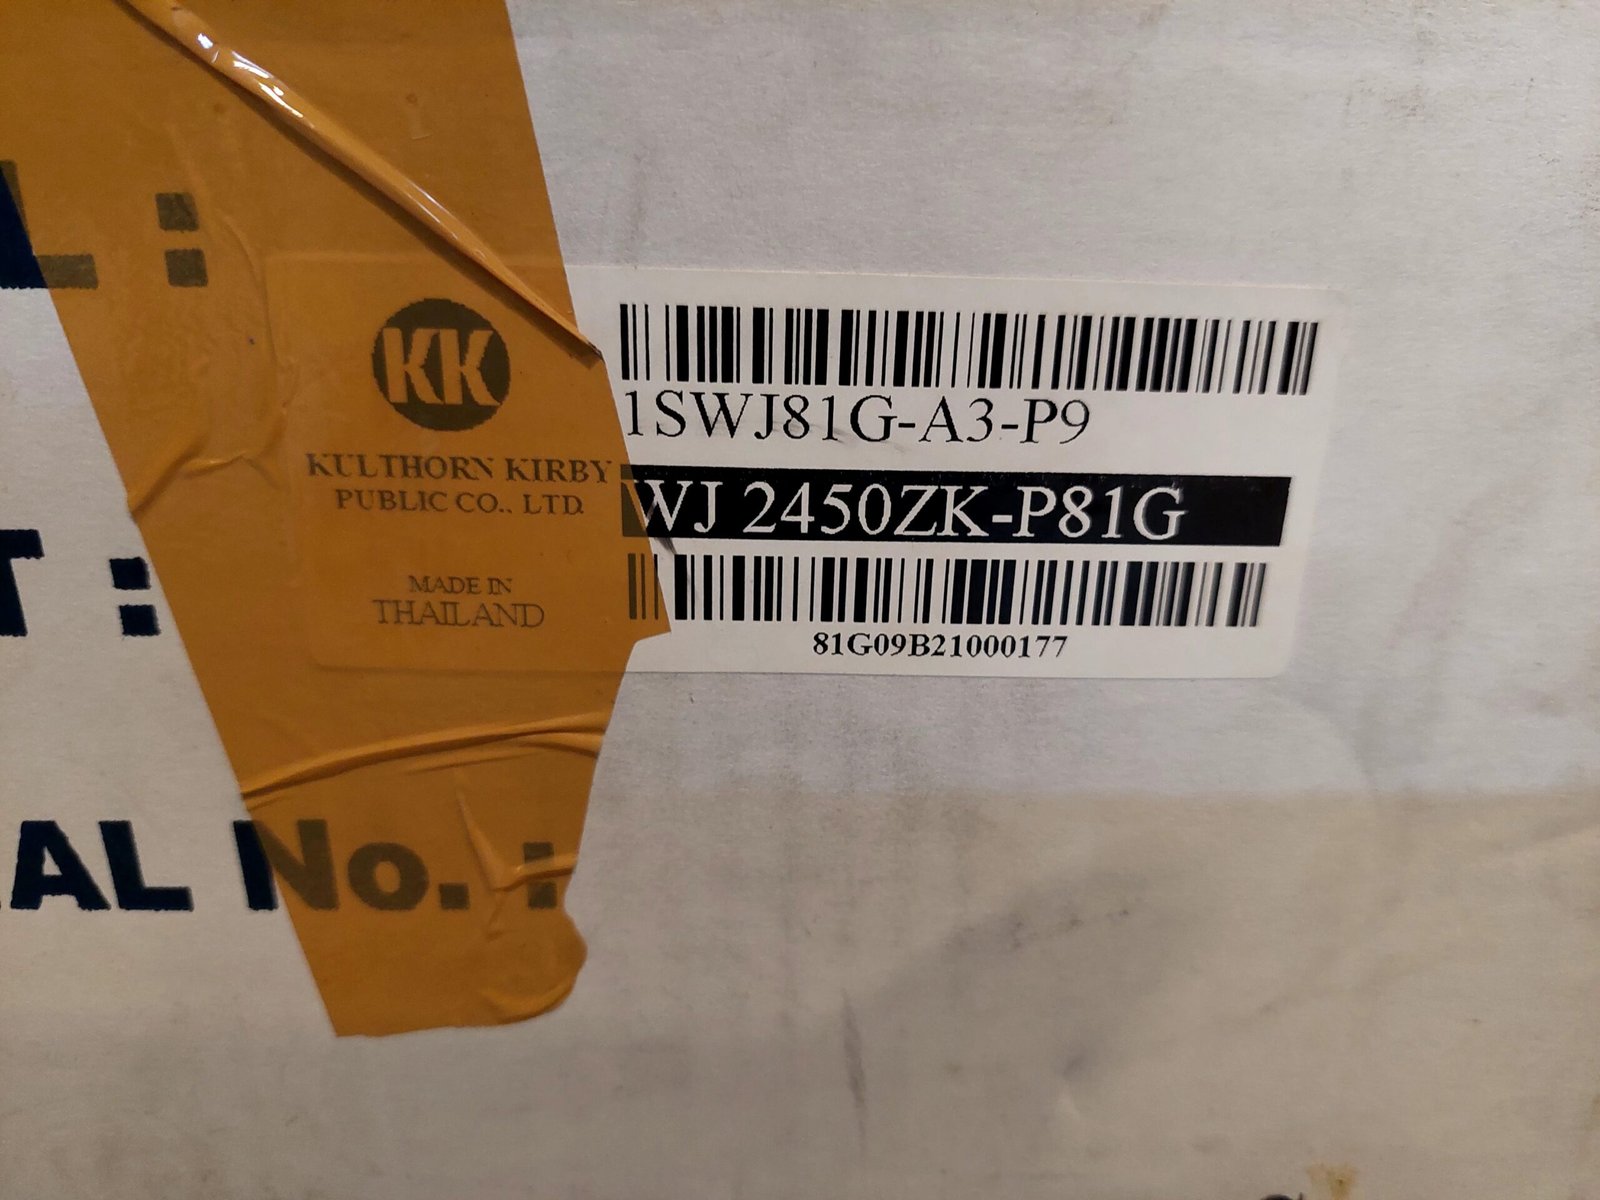 L :
KK
1SWJ81G-A3-P9
KULTHORN KIRBY
PUBLIC CO., LTD.
WJ 2450ZK-P81G
T :
MADE IN
THAILAND
81G09B21000177
AL No. :